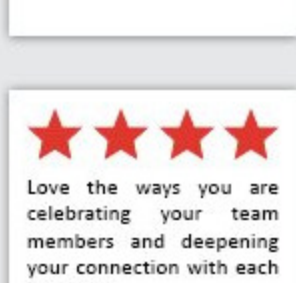 Love the ways you are
celebrating your team
members and deepening
your connection with each